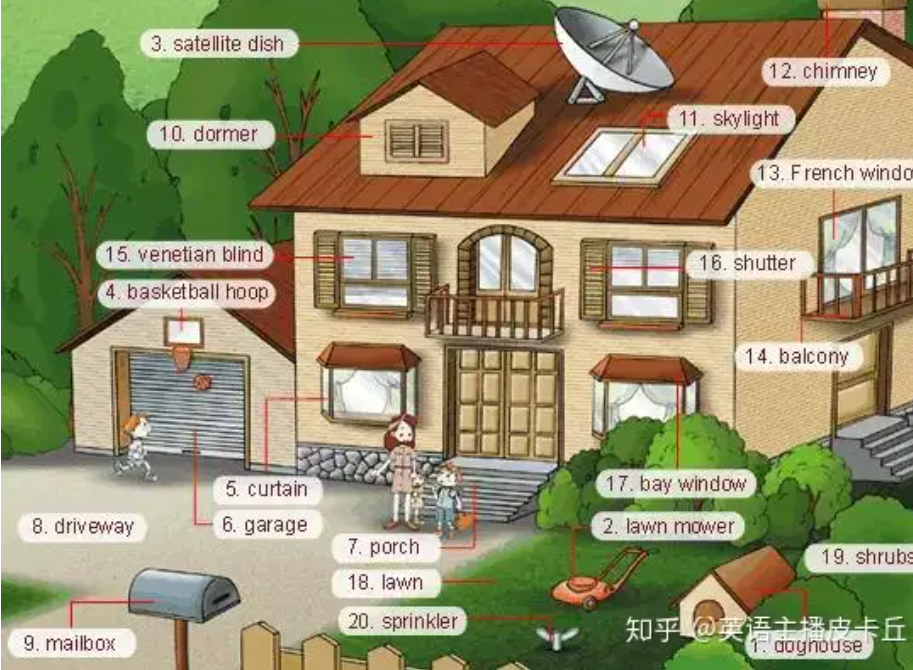 3. satellite dish
12. chimney
11. skylight
10. dormer
13. French windo
15. venetian blind
16. shutter
4. basketball hoop
14. balcony
5. curtain
17. bay window
8. driveway
6. garage
2. lawn mower
7. porch
19. shrubs
18. lawn
20. sprinkler
知乎 @英语主播皮卡丘
9. mailbox
1. doghouse